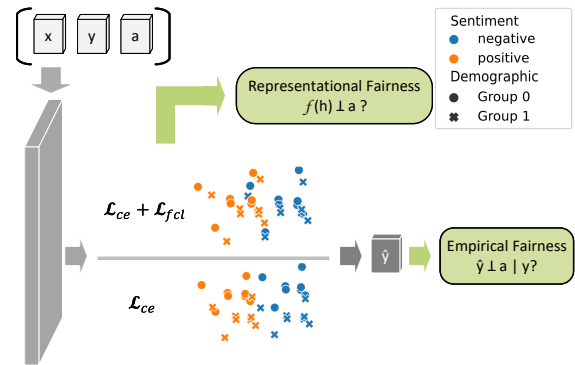 x y a
Sentiment
negative
positive
Demographic
Group 0
Group 1
Representational Fairness
f(h) ⊥ a ?
ℒce + ℒfcl
ℒce
ŷ
Empirical Fairness
ŷ ⊥ a | y?